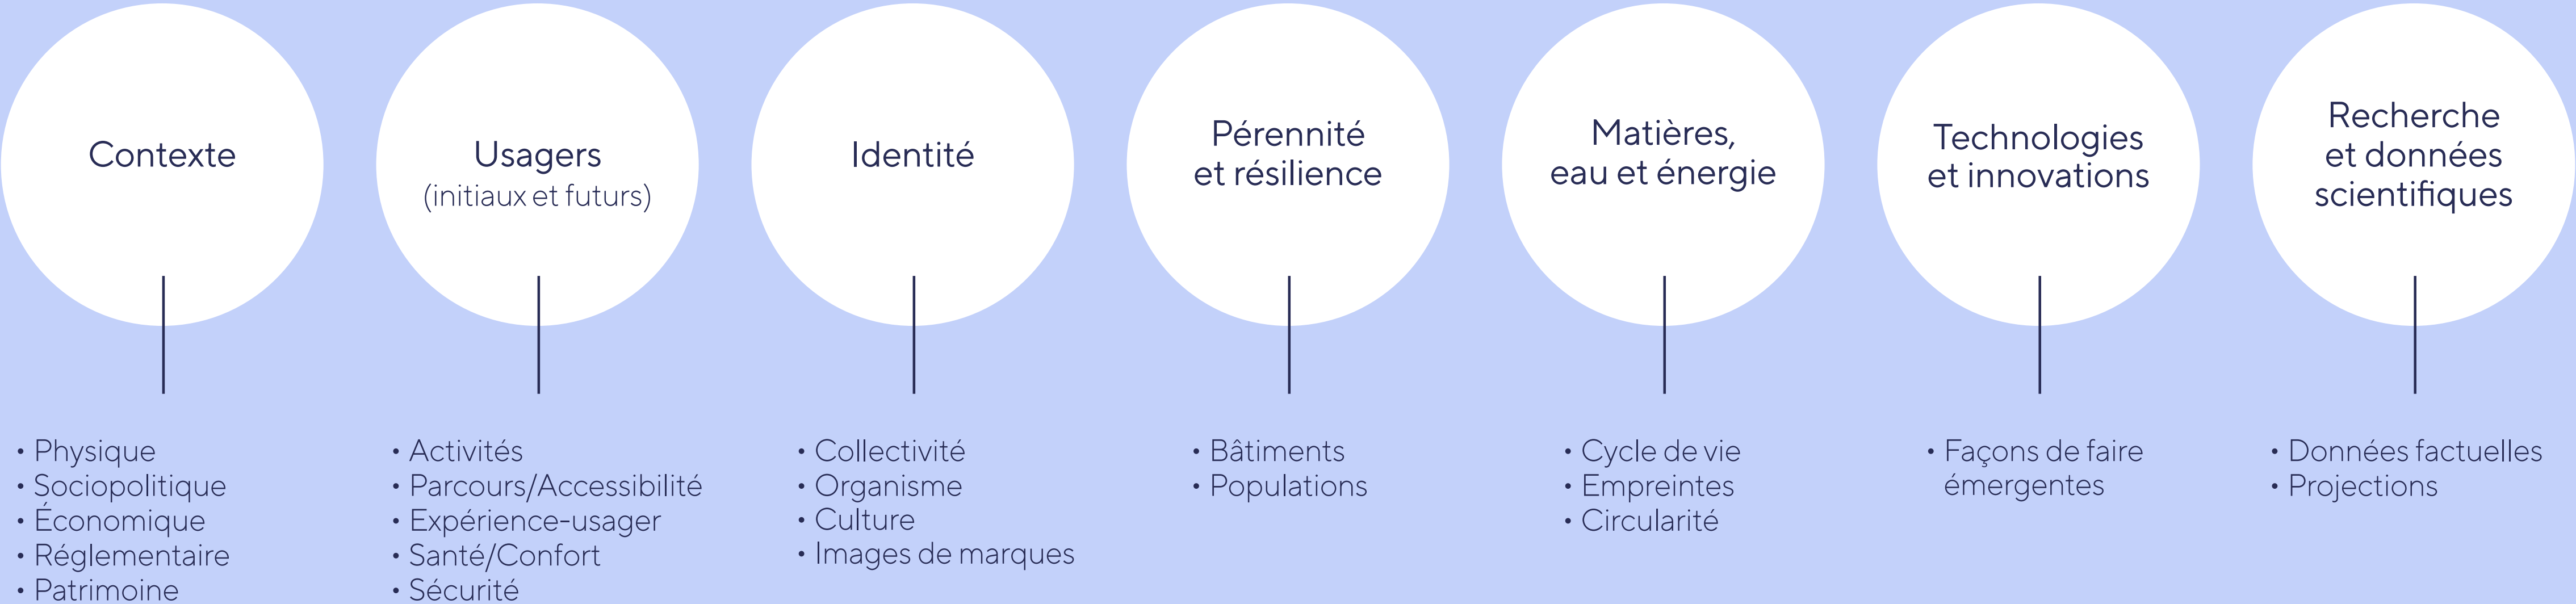 Contexte
• Physique
• Sociopolitique
• Économique
• Réglementaire
• Patrimoine
Usagers
(initiaux et futurs)
• Activités
• Parcours/Accessibilité
• Expérience-usager
• Santé/Confort
• Sécurité
Identité
• Collectivité
• Organisme
• Culture
• Images de marques
Pérennité
et résilience
• Bâtiments
• Populations
Matières,
eau et énergie
• Cycle de vie
• Empreintes
• Circularité
Technologies
et innovations
• Façons de faire
émergentes
Recherche
et données
scientifiques
• Données factuelles
• Projections